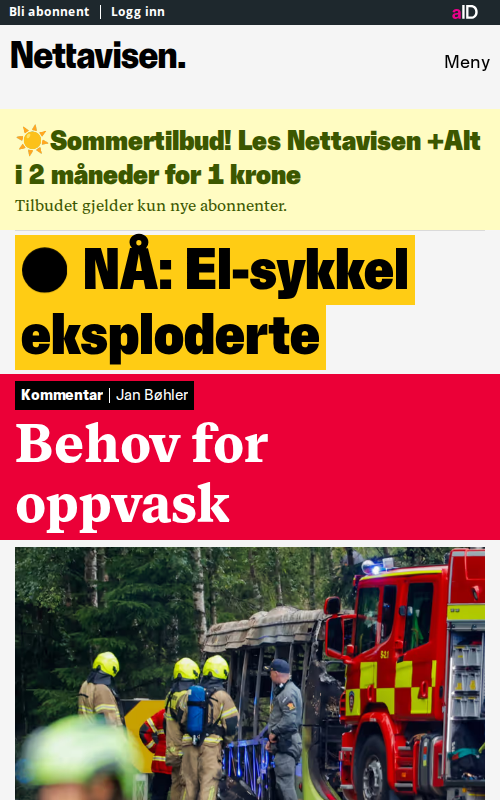 Bli abonnent | Logg inn
aID
Nettavisen.
Meny
☀️Sommertilbud! Les Nettavisen +Alt
i 2 måneder for 1 krone
Tilbudet gjelder kun nye abonnenter.
● NÅ: El-sykkel
eksploderte
Kommentar | Jan Bøhler
Behov for
oppvask